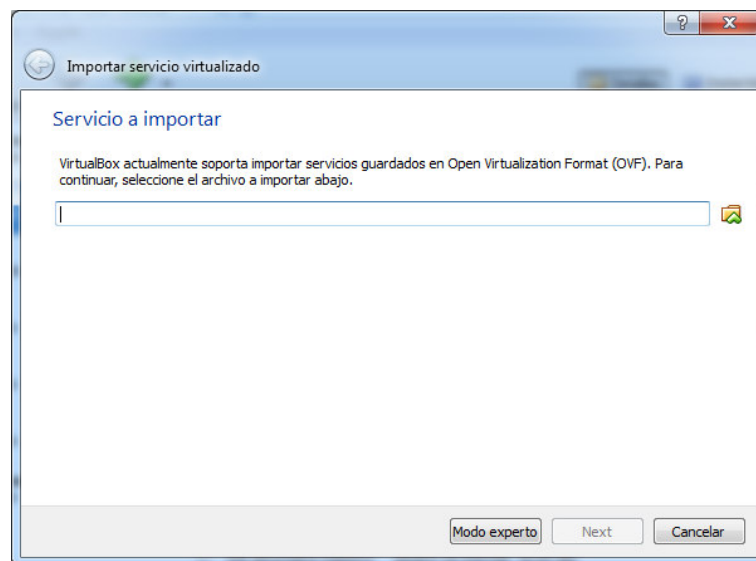 Importar servicio virtualizado
Servicio a importar
VirtualBox actualmente soporta importar servicios guardados en Open Virtualization Format (OVF). Para
continuar, seleccione el archivo a importar abajo.
Modo experto Next Cancelar